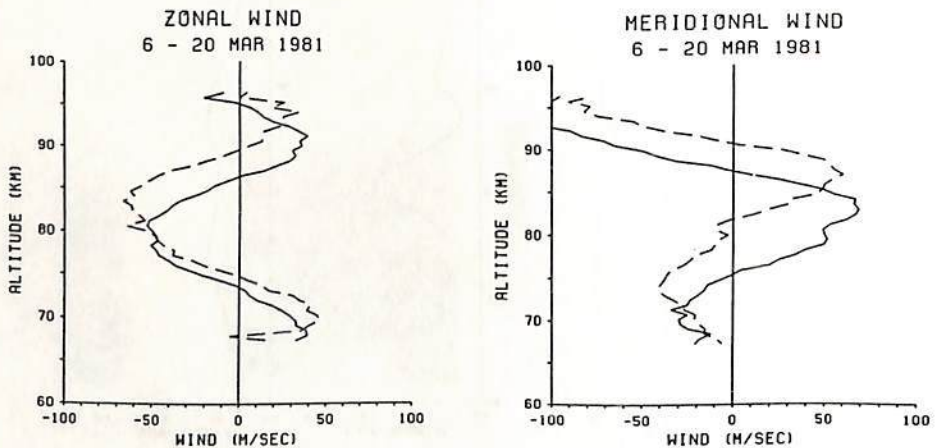 ZONAL WIND
6 - 20 MAR 1981
100
90
80
70
60
ALTITUDE (KM)
-100 -50 0 50 100
WIND (M/SEC)
MERIDIONAL WIND
6 - 20 MAR 1981
100
90
80
70
60
ALTITUDE (KM)
-100 -50 0 50 100
WIND (M/SEC)